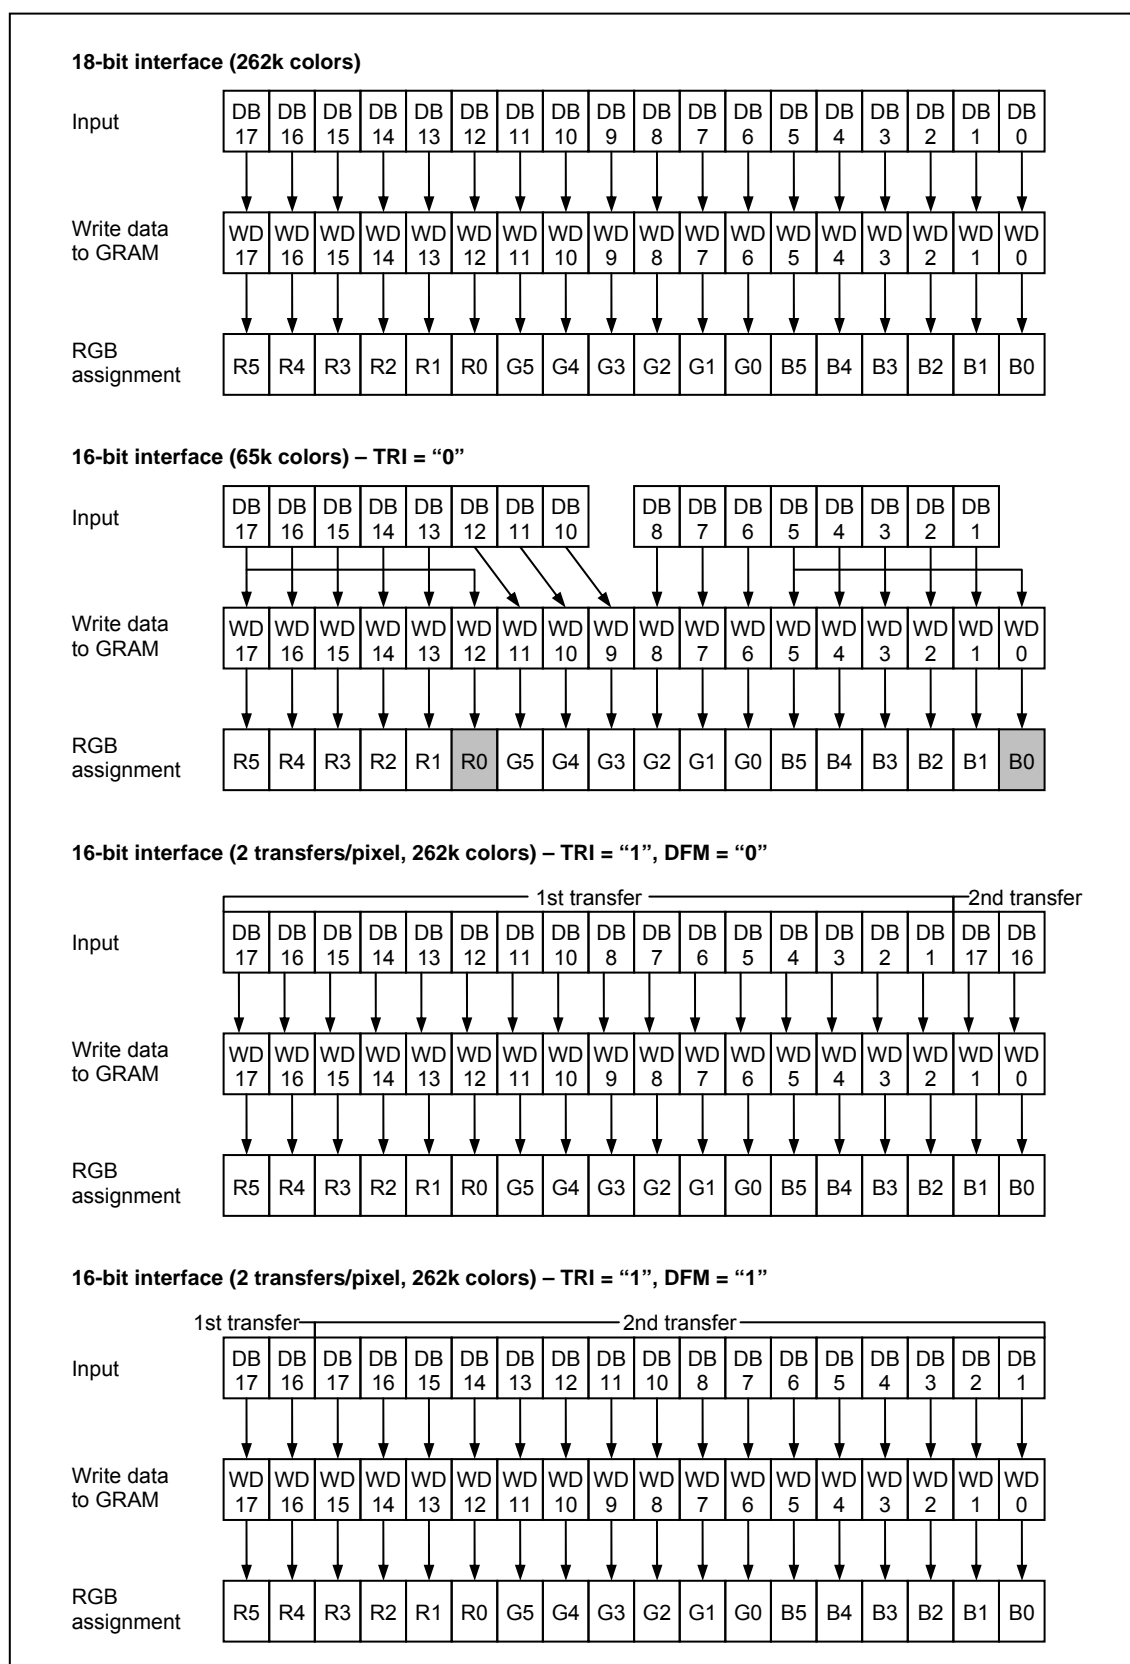 18-bit interface (262k colors)
Input
DB 17 DB 16 DB 15 DB 14 DB 13 DB 12 DB 11 DB 10 DB 9 DB 8 DB 7 DB 6 DB 5 DB 4 DB 3 DB 2 DB 1 DB 0
Write data
to GRAM
WD 17 WD 16 WD 15 WD 14 WD 13 WD 12 WD 11 WD 10 WD 9 WD 8 WD 7 WD 6 WD 5 WD 4 WD 3 WD 2 WD 1 WD 0
RGB
assignment
R5 R4 R3 R2 R1 R0 G5 G4 G3 G2 G1 G0 B5 B4 B3 B2 B1 B0
16-bit interface (65k colors) – TRI = “0”
Input
DB 17 DB 16 DB 15 DB 14 DB 13 DB 12 DB 11 DB 10 DB 8 DB 7 DB 6 DB 5 DB 4 DB 3 DB 2 DB 1
Write data
to GRAM
WD 17 WD 16 WD 15 WD 14 WD 13 WD 12 WD 11 WD 10 WD 9 WD 8 WD 7 WD 6 WD 5 WD 4 WD 3 WD 2 WD 1 WD 0
RGB
assignment
R5 R4 R3 R2 R1 R0 G5 G4 G3 G2 G1 G0 B5 B4 B3 B2 B1 B0
16-bit interface (2 transfers/pixel, 262k colors) – TRI = “1”, DFM = “0”
1st transfer 2nd transfer
Input
DB 17 DB 16 DB 15 DB 14 DB 13 DB 12 DB 11 DB 10 DB 8 DB 7 DB 6 DB 5 DB 4 DB 3 DB 2 DB 1 DB 17 DB 16
Write data
to GRAM
WD 17 WD 16 WD 15 WD 14 WD 13 WD 12 WD 11 WD 10 WD 9 WD 8 WD 7 WD 6 WD 5 WD 4 WD 3 WD 2 WD 1 WD 0
RGB
assignment
R5 R4 R3 R2 R1 R0 G5 G4 G3 G2 G1 G0 B5 B4 B3 B2 B1 B0
16-bit interface (2 transfers/pixel, 262k colors) – TRI = “1”, DFM = “1”
1st transfer 2nd transfer
Input
DB 17 DB 16 DB 17 DB 16 DB 15 DB 14 DB 13 DB 12 DB 11 DB 10 DB 8 DB 7 DB 6 DB 5 DB 4 DB 3 DB 2 DB 1
Write data
to GRAM
WD 17 WD 16 WD 15 WD 14 WD 13 WD 12 WD 11 WD 10 WD 9 WD 8 WD 7 WD 6 WD 5 WD 4 WD 3 WD 2 WD 1 WD 0
RGB
assignment
R5 R4 R3 R2 R1 R0 G5 G4 G3 G2 G1 G0 B5 B4 B3 B2 B1 B0